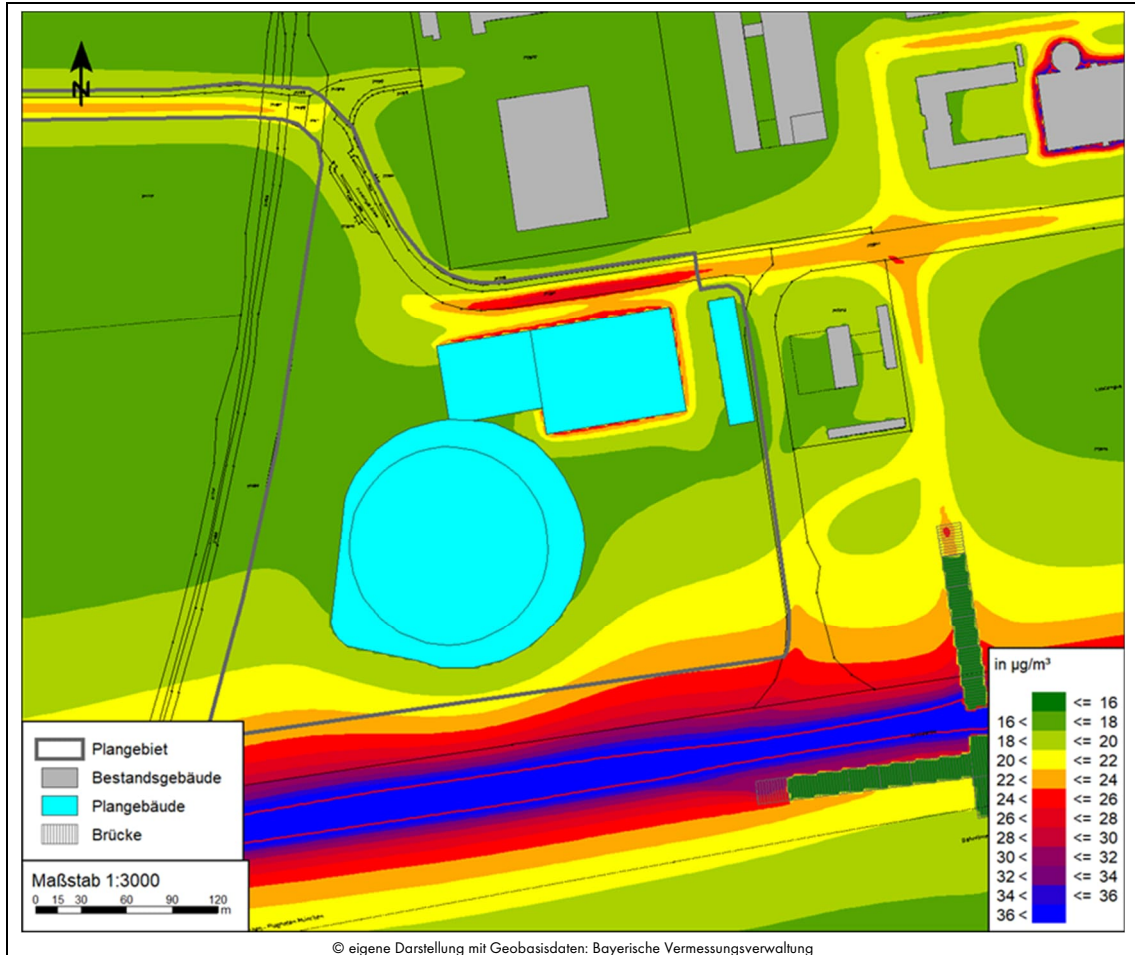 N
in µg/m³
<= 16
16 < <= 18
18 < <= 20
20 < <= 22
22 < <= 24
24 < <= 26
26 < <= 28
28 < <= 30
30 < <= 32
32 < <= 34
34 < <= 36
36 <
Plangebiet
Bestandsgebäude
Plangebäude
Brücke
Maßstab 1:3000
0 15 30 60 90 120
m
Flughafen München
© eigene Darstellung mit Geobasisdaten: Bayerische Vermessungsverwaltung